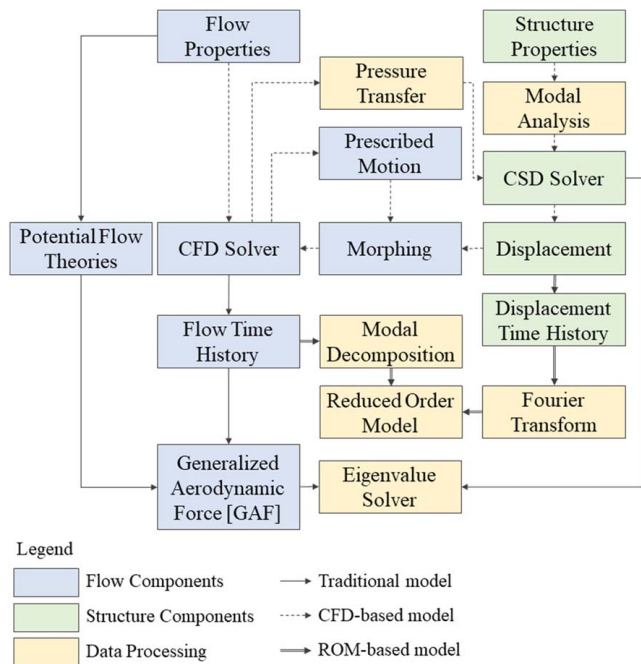 Flow
Properties
Structure
Properties
Pressure
Transfer
Modal
Analysis
Prescribed
Motion
CSD Solver
Potential Flow
Theories
CFD Solver
Morphing
Displacement
Flow Time
History
Modal
Decomposition
Displacement
Time History
Reduced Order
Model
Fourier
Transform
Generalized
Aerodynamic
Force [GAF]
Eigenvalue
Solver
Legend
Flow Components
Traditional model
Structure Components
CFD-based model
Data Processing
ROM-based model